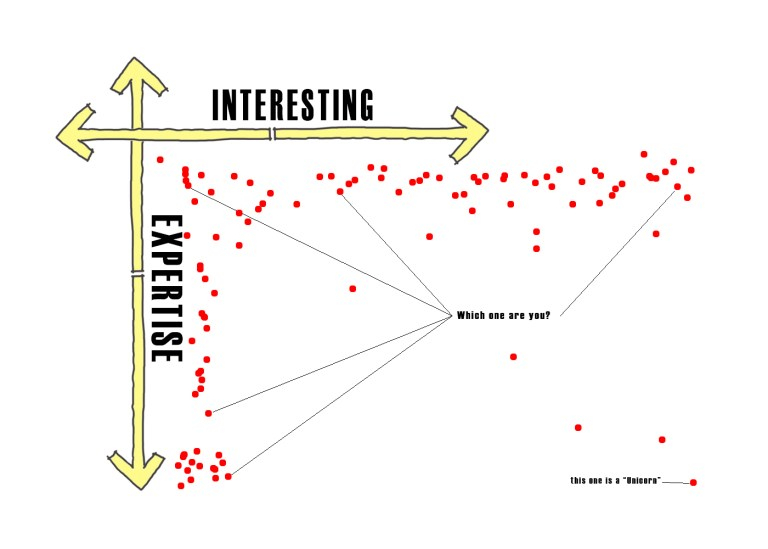 INTERESTING
EXPERTISE
Which one are you?
this one is a "Unicorn"